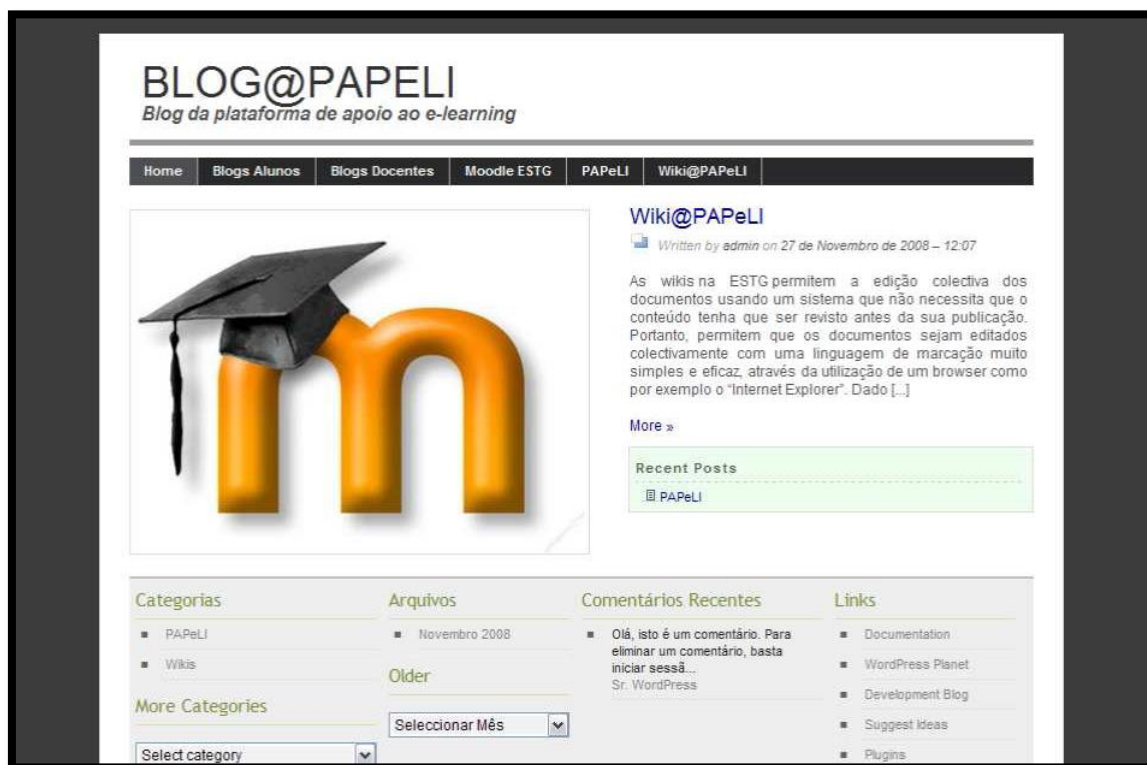 BLOG@PAPELI
Blog da plataforma de apoio ao e-learning
Home Blogs Alunos Blogs Docentes Moodle ESTG PAPeLI Wiki@PAPeLI
Wiki@PAPeLI
Written by admin on 27 de Novembro de 2008 – 12:07
As wikis na ESTG permitem a edição colectiva dos
documentos usando um sistema que não necessita que o
conteúdo tenha que ser revisto antes da sua publicação.
Portanto, permitem que os documentos sejam editados
colectivamente com uma linguagem de marcação muito
simples e eficaz, através da utilização de um browser como
por exemplo o “Internet Explorer”. Dado [...]
More »
Recent Posts
PAPeLI
Categorias
PAPeLI
Wikis
More Categories
Select category
Arquivos
Novembro 2008
Older
Seleccionar Mês
Comentários Recentes
Olá, isto é um comentário. Para
eliminar um comentário, basta
iniciar sessã...
Sr. WordPress
Links
Documentation
WordPress Planet
Development Blog
Suggest Ideas
Plugins